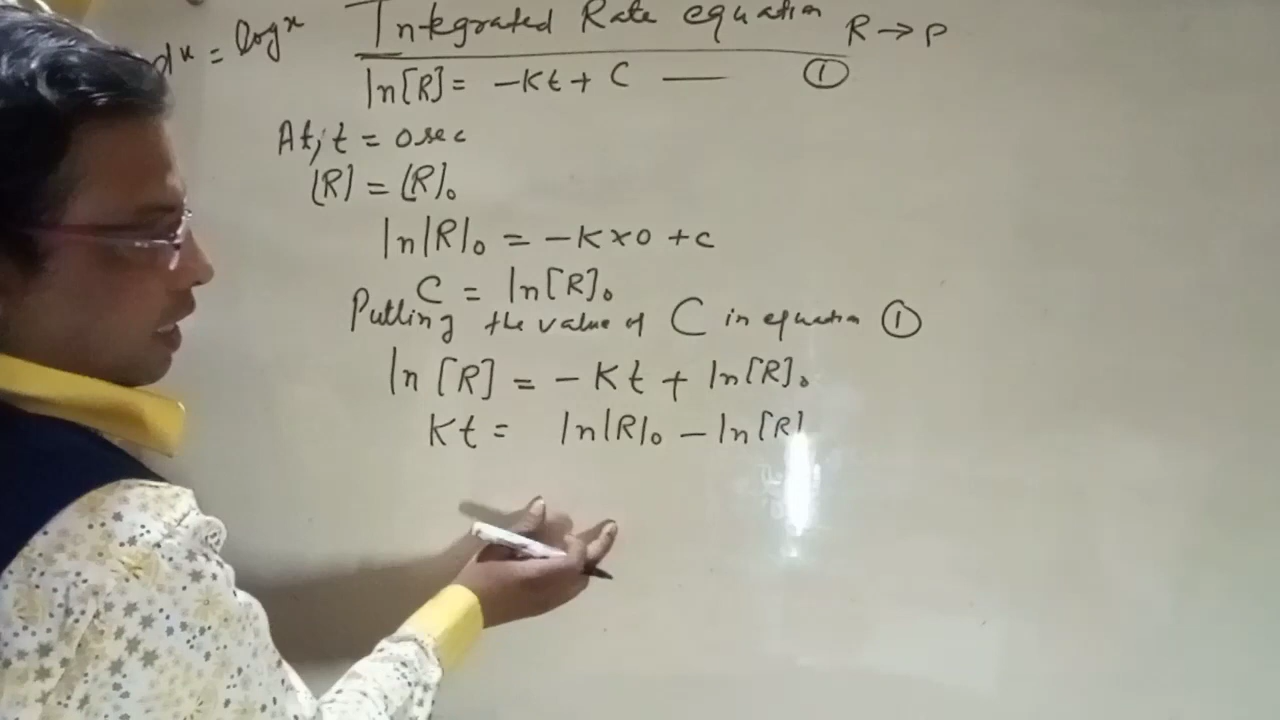 dx = log x
Integrated Rate equation R → P
ln[R] = -Kt + C — ①
At, t = 0 sec
[R] = [R]₀
ln[R]₀ = -K×0 + c
C = ln[R]₀
Putting the value of C in equation ①
ln [R] = -Kt + ln[R]₀
Kt = ln[R]₀ - ln[R]